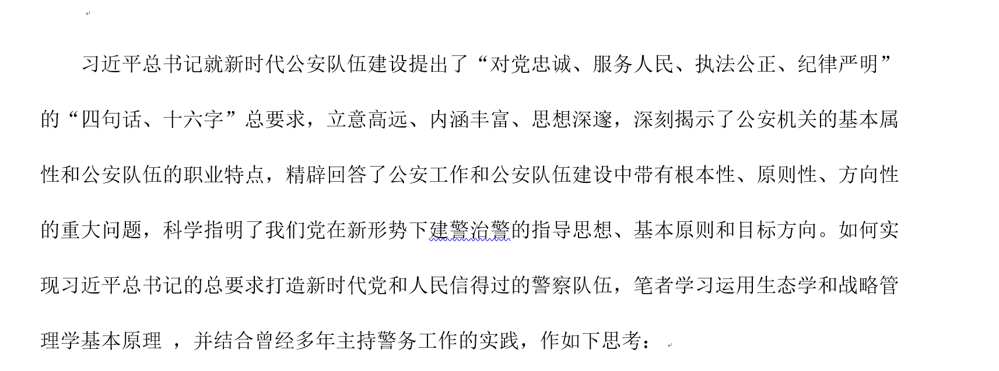 习近平总书记就新时代公安队伍建设提出了“对党忠诚、服务人民、执法公正、纪律严明”
的“四句话、十六字”总要求，立意高远、内涵丰富、思想深邃，深刻揭示了公安机关的基本属
性和公安队伍的职业特点，精辟回答了公安工作和公安队伍建设中带有根本性、原则性、方向性
的重大问题，科学指明了我们党在新形势下建警治警的指导思想、基本原则和目标方向。如何实
现习近平总书记的总要求打造新时代党和人民信得过的警察队伍，笔者学习运用生态学和战略管
理学基本原理 ，并结合曾经多年主持警务工作的实践，作如下思考：